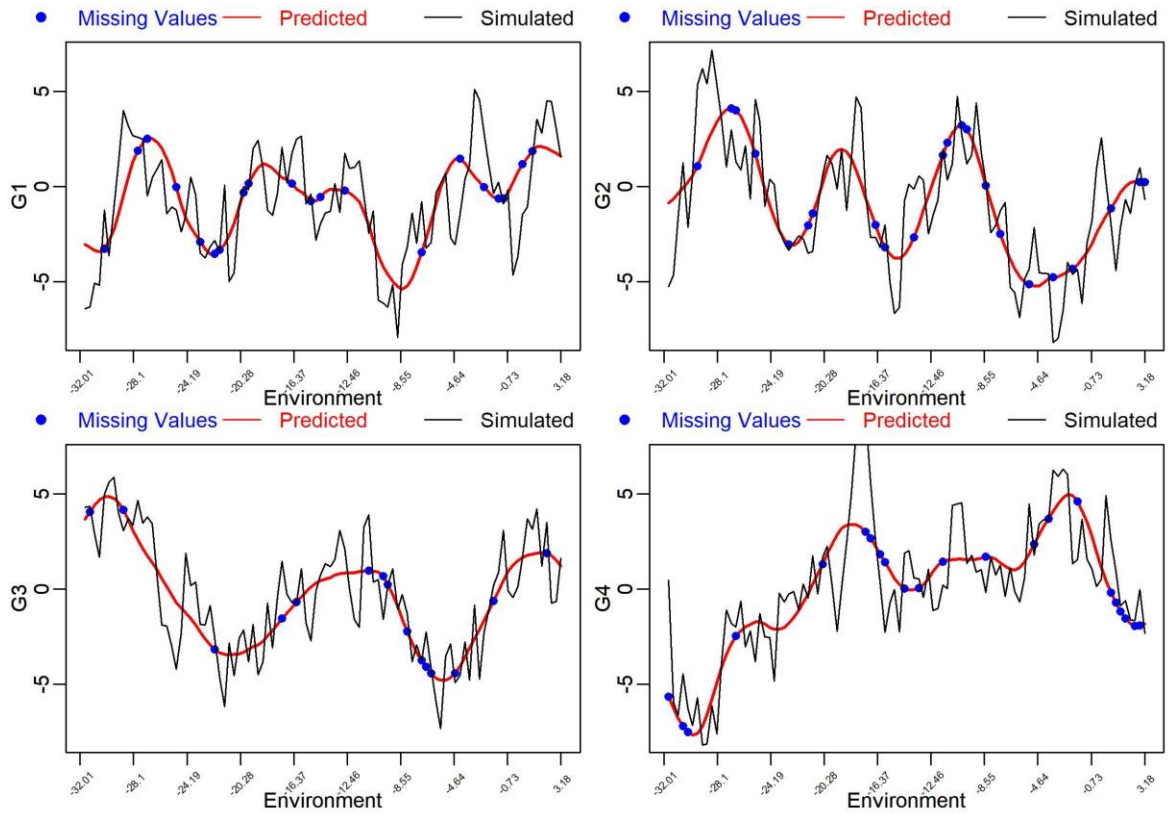 Missing Values Predicted Simulated
G1
5
0
-5
-32.01 -28.1 -24.19 -20.28 -16.37 -12.46 -8.55 -4.64 -0.73 3.18
Environment
Missing Values Predicted Simulated
G2
5
0
-5
-32.01 -28.1 -24.19 -20.28 -16.37 -12.46 -8.55 -4.64 -0.73 3.18
Environment
Missing Values Predicted Simulated
G3
5
0
-5
-32.01 -28.1 -24.19 -20.28 -16.37 -12.46 -8.55 -4.64 -0.73 3.18
Environment
Missing Values Predicted Simulated
G4
5
0
-5
-32.01 -28.1 -24.19 -20.28 -16.37 -12.46 -8.55 -4.64 -0.73 3.18
Environment